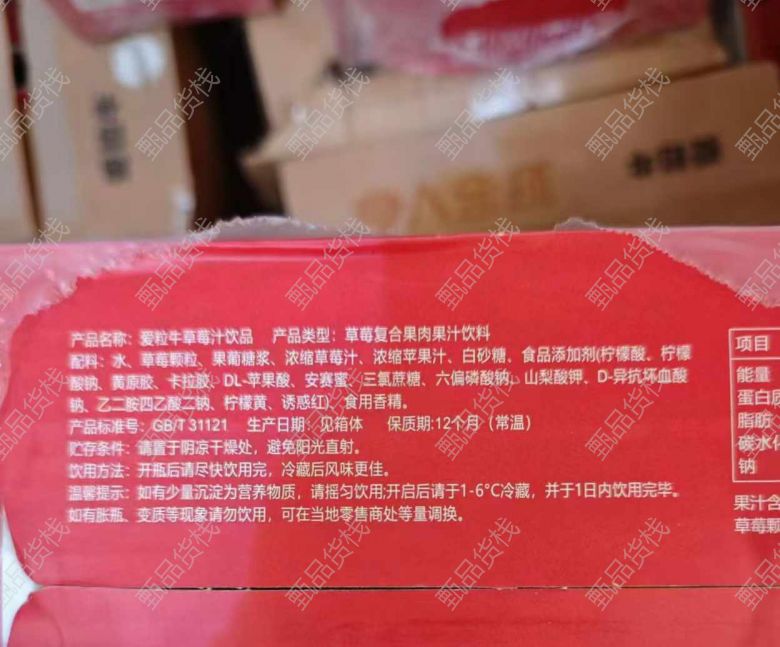 产品名称：爱粒牛草莓汁饮品 产品类型：草莓复合果肉果汁饮料
配料：水、草莓颗粒、果葡糖浆、浓缩草莓汁、浓缩苹果汁、白砂糖、食品添加剂(柠檬酸、柠檬
酸钠、黄原胶、卡拉胶、DL-苹果酸、安赛蜜、三氯蔗糖、六偏磷酸钠、山梨酸钾、D-异抗坏血酸
钠、乙二胺四乙酸二钠、柠檬黄、诱惑红)、食用香精。
产品标准号：GB/T 31121 生产日期：见箱体 保质期:12个月（常温）
贮存条件：请置于阴凉干燥处，避免阳光直射。
饮用方法：开瓶后请尽快饮用完，冷藏后风味更佳。
温馨提示：如有少量沉淀为营养物质，请摇匀饮用;开启后请于1-6°C冷藏，并于1日内饮用完毕。
如有胀瓶、变质等现象请勿饮用，可在当地零售商处等量调换。
项目
能量
蛋白质
脂肪
碳水化
钠
果汁含
草莓颗
甄品货栈